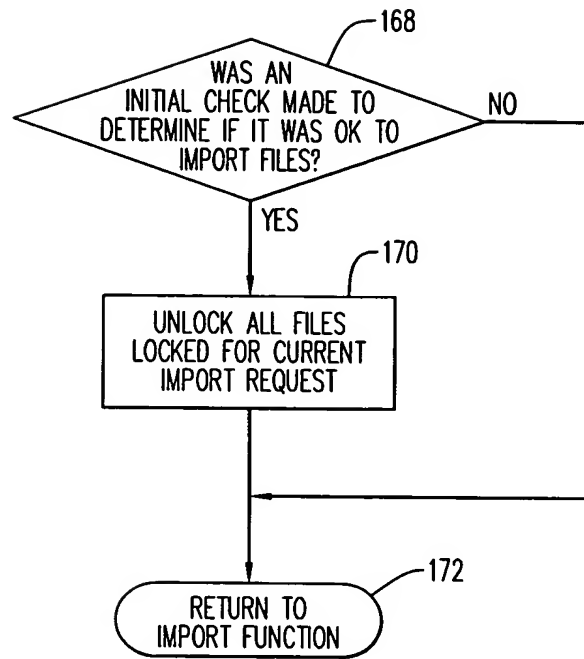 168
WAS AN
INITIAL CHECK MADE TO
DETERMINE IF IT WAS OK TO
IMPORT FILES?
NO
YES
170
UNLOCK ALL FILES
LOCKED FOR CURRENT
IMPORT REQUEST
172
RETURN TO
IMPORT FUNCTION